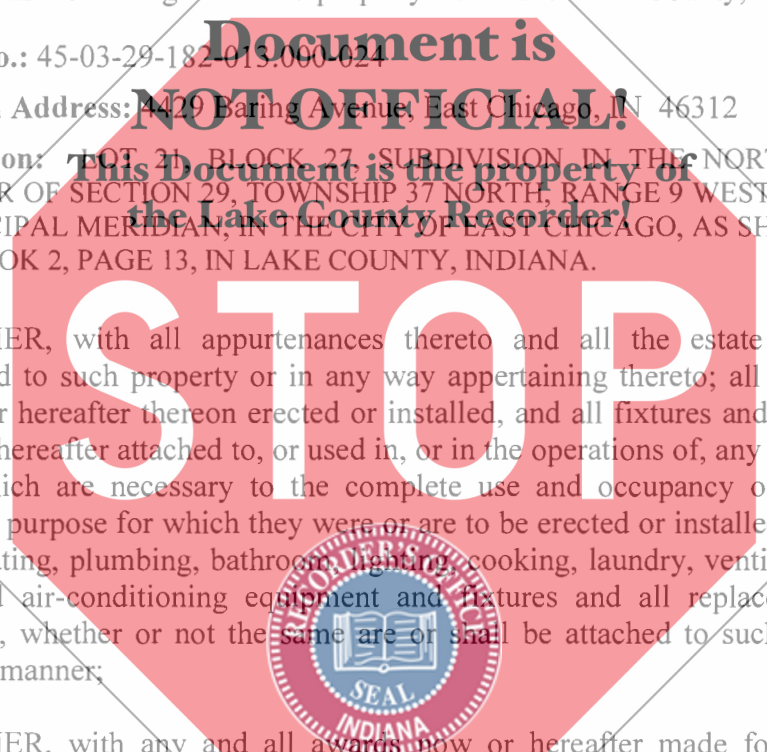 Document is
o.: 45-03-29-182-013.000-024
NOT OFFICIAL!
Address: 4429 Baring Avenue, East Chicago, IN 46312
This Document is the property of
on: LOT 21, BLOCK 27, SUBDIVISION IN THE NORT
the Lake County Recorder!
R OF SECTION 29, TOWNSHIP 37 NORTH, RANGE 9 WEST
CIPAL MERIDIAN, IN THE CITY OF EAST CHICAGO, AS SH
OK 2, PAGE 13, IN LAKE COUNTY, INDIANA.
STOP
HER, with all appurtenances thereto and all the estate
d to such property or in any way appertaining thereto; all
r hereafter thereon erected or installed, and all fixtures and
hereafter attached to, or used in, or in the operations of, any
ich are necessary to the complete use and occupancy o
purpose for which they were or are to be erected or installe
ting, plumbing, bathroom, lighting, cooking, laundry, venti
d air-conditioning equipment and fixtures and all replac
, whether or not the same are or shall be attached to suc
manner;
RECORDER'S OFFICE
SEAL
INDIANA
HER, with any and all awards now or hereafter made fo